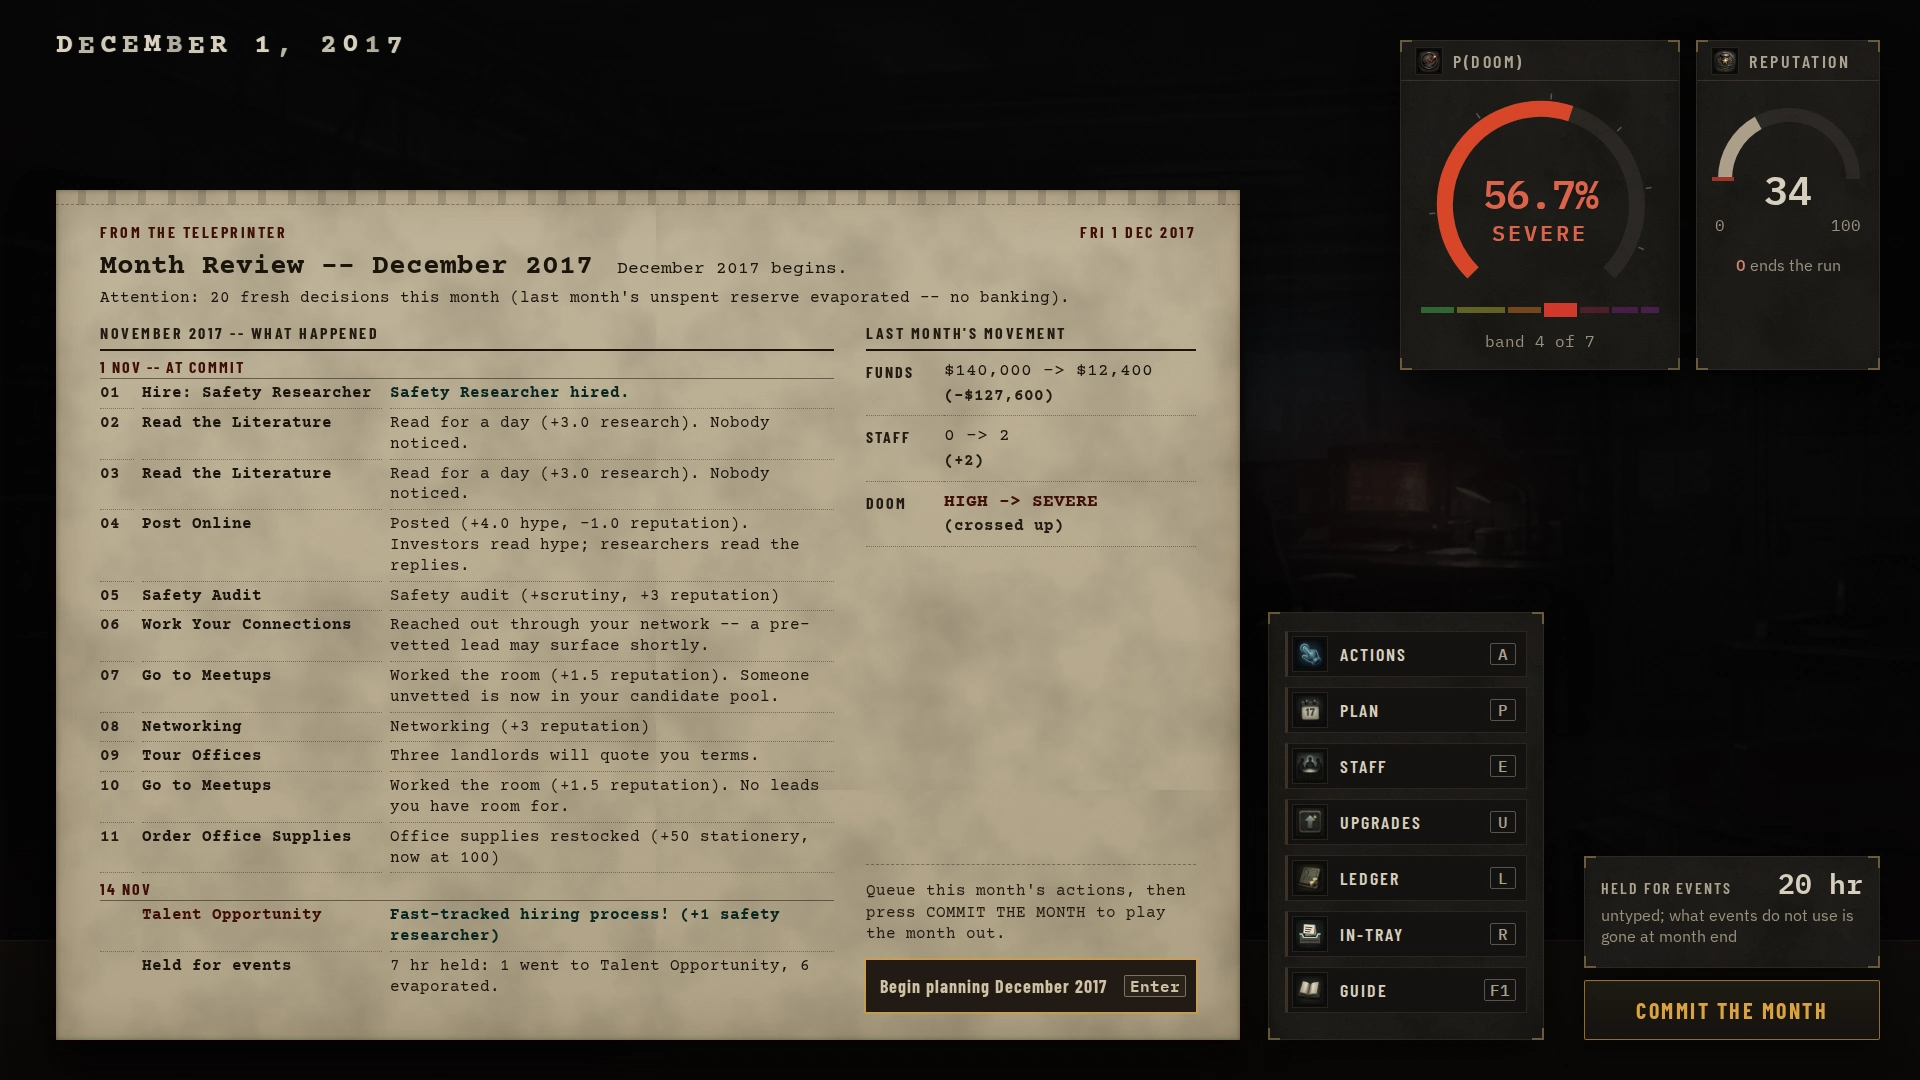 DECEMBER 1, 2017
P(DOOM)
56.7%
SEVERE
band 4 of 7
REPUTATION
34
0 100
0 ends the run
FROM THE TELEPRINTER
FRI 1 DEC 2017
Month Review -- December 2017 December 2017 begins.
Attention: 20 fresh decisions this month (last month's unspent reserve evaporated -- no banking).
NOVEMBER 2017 -- WHAT HAPPENED
1 NOV -- AT COMMIT
01 Hire: Safety Researcher Safety Researcher hired.
02 Read the Literature Read for a day (+3.0 research). Nobody
noticed.
03 Read the Literature Read for a day (+3.0 research). Nobody
noticed.
04 Post Online Posted (+4.0 hype, -1.0 reputation).
Investors read hype; researchers read the
replies.
05 Safety Audit Safety audit (+scrutiny, +3 reputation)
06 Work Your Connections Reached out through your network -- a pre-
vetted lead may surface shortly.
07 Go to Meetups Worked the room (+1.5 reputation). Someone
unvetted is now in your candidate pool.
08 Networking Networking (+3 reputation)
09 Tour Offices Three landlords will quote you terms.
10 Go to Meetups Worked the room (+1.5 reputation). No leads
you have room for.
11 Order Office Supplies Office supplies restocked (+50 stationery,
now at 100)
14 NOV
Talent Opportunity Fast-tracked hiring process! (+1 safety
researcher)
Held for events 7 hr held: 1 went to Talent Opportunity, 6
evaporated.
LAST MONTH'S MOVEMENT
FUNDS $140,000 -> $12,400
(-$127,600)
STAFF 0 -> 2
(+2)
DOOM HIGH -> SEVERE
(crossed up)
Queue this month's actions, then
press COMMIT THE MONTH to play
the month out.
Begin planning December 2017 Enter
ACTIONS A
17
PLAN P
STAFF E
UPGRADES U
LEDGER L
IN-TRAY R
GUIDE F1
HELD FOR EVENTS 20 hr
untyped; what events do not use is
gone at month end
COMMIT THE MONTH